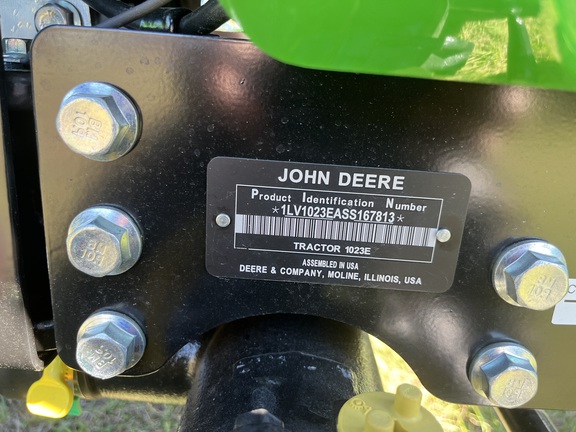 JOHN DEERE
Product Identification Number
*1LV1023EASS167813*
TRACTOR 1023E
ASSEMBLED IN USA
DEERE & COMPANY, MOLINE, ILLINOIS, USA